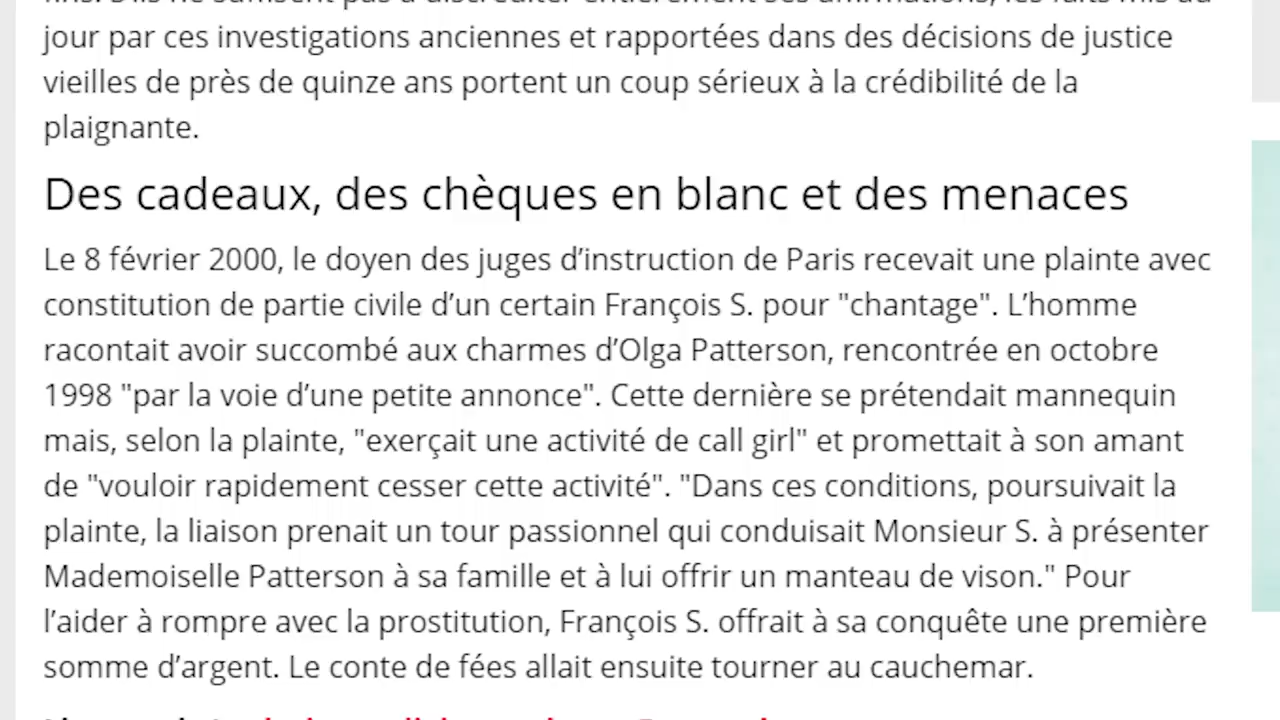 jour par ces investigations anciennes et rapportées dans des décisions de justice
vieilles de près de quinze ans portent un coup sérieux à la crédibilité de la
plaignante.
Des cadeaux, des chèques en blanc et des menaces
Le 8 février 2000, le doyen des juges d’instruction de Paris recevait une plainte avec
constitution de partie civile d’un certain François S. pour "chantage". L’homme
racontait avoir succombé aux charmes d’Olga Patterson, rencontrée en octobre
1998 "par la voie d’une petite annonce". Cette dernière se prétendait mannequin
mais, selon la plainte, "exerçait une activité de call girl" et promettait à son amant
de "vouloir rapidement cesser cette activité". "Dans ces conditions, poursuivait la
plainte, la liaison prenait un tour passionnel qui conduisait Monsieur S. à présenter
Mademoiselle Patterson à sa famille et à lui offrir un manteau de vison." Pour
l’aider à rompre avec la prostitution, François S. offrait à sa conquête une première
somme d’argent. Le conte de fées allait ensuite tourner au cauchemar.